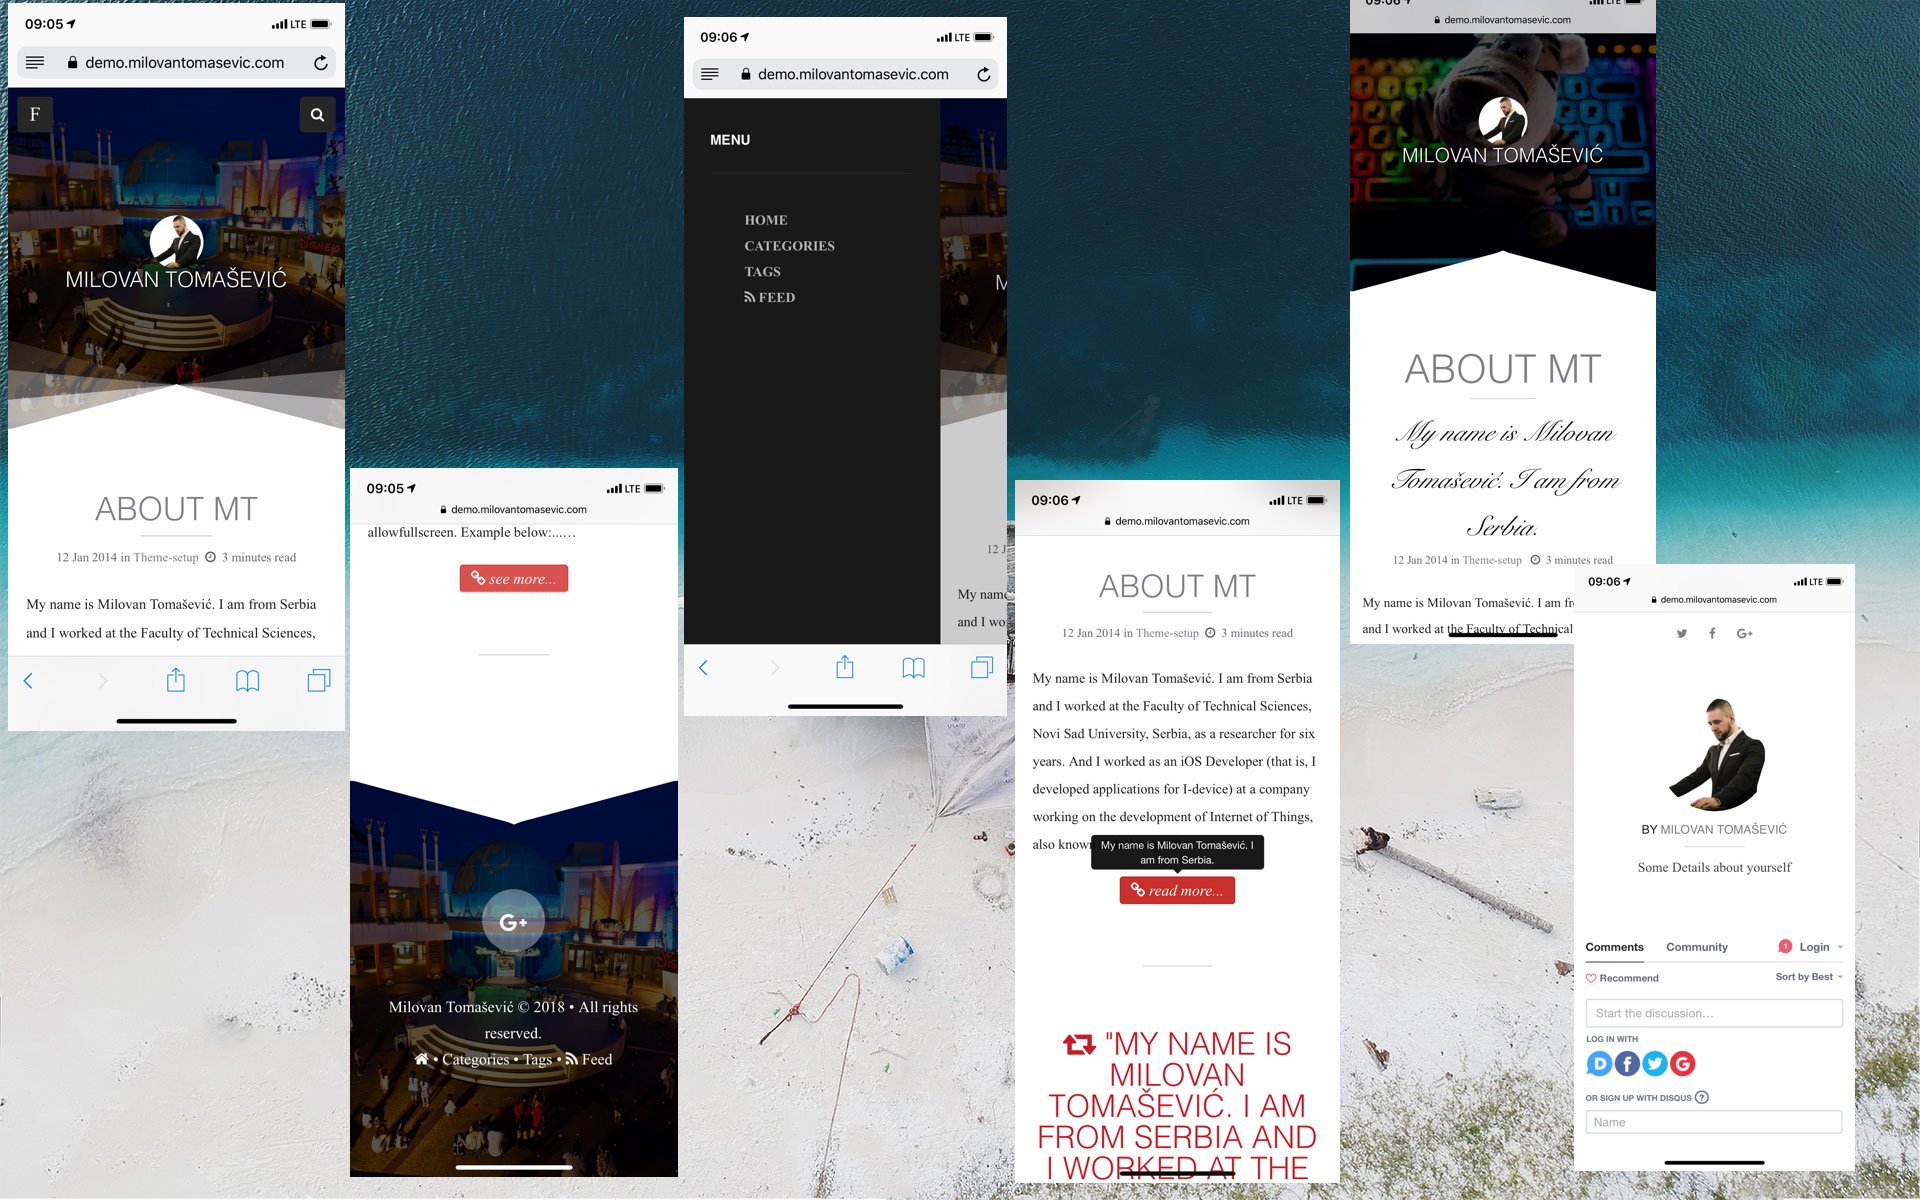 09:05
LTE
demo.milovantomasevic.com
F
MILOVAN TOMAŠEVIĆ
ABOUT MT
12 Jan 2014 in Theme-setup 3 minutes read
My name is Milovan Tomašević. I am from Serbia
and I worked at the Faculty of Technical Sciences,
09:05
LTE
demo.milovantomasevic.com
allowfullscreen. Example below:...…
see more...
G+
Milovan Tomašević © 2018 • All rights
reserved.
• Categories • Tags • Feed
09:06
LTE
demo.milovantomasevic.com
MENU
HOME
CATEGORIES
TAGS
FEED
M
12 J
My name
and I wo
09:06
LTE
demo.milovantomasevic.com
ABOUT MT
12 Jan 2014 in Theme-setup 3 minutes read
My name is Milovan Tomašević. I am from Serbia
and I worked at the Faculty of Technical Sciences,
Novi Sad University, Serbia, as a researcher for six
years. And I worked as an iOS Developer (that is, I
developed applications for I-device) at a company
working on the development of Internet of Things,
also known
My name is Milovan Tomašević. I
am from Serbia.
read more...
"MY NAME IS
MILOVAN
TOMAŠEVIĆ. I AM
FROM SERBIA AND
I WORKED AT THE
09:06
LTE
demo.milovantomasevic.com
MILOVAN TOMAŠEVIĆ
ABOUT MT
My name is Milovan
Tomašević. I am from
Serbia.
12 Jan 2014 in Theme-setup 3 minutes read
My name is Milovan Tomašević. I am fr
and I worked at the Faculty of Technical
09:06
LTE
demo.milovantomasevic.com
G+
BY MILOVAN TOMAŠEVIĆ
Some Details about yourself
Comments Community 1 Login
Recommend Sort by Best
Start the discussion…
LOG IN WITH
D f G
OR SIGN UP WITH DISQUS ?
Name